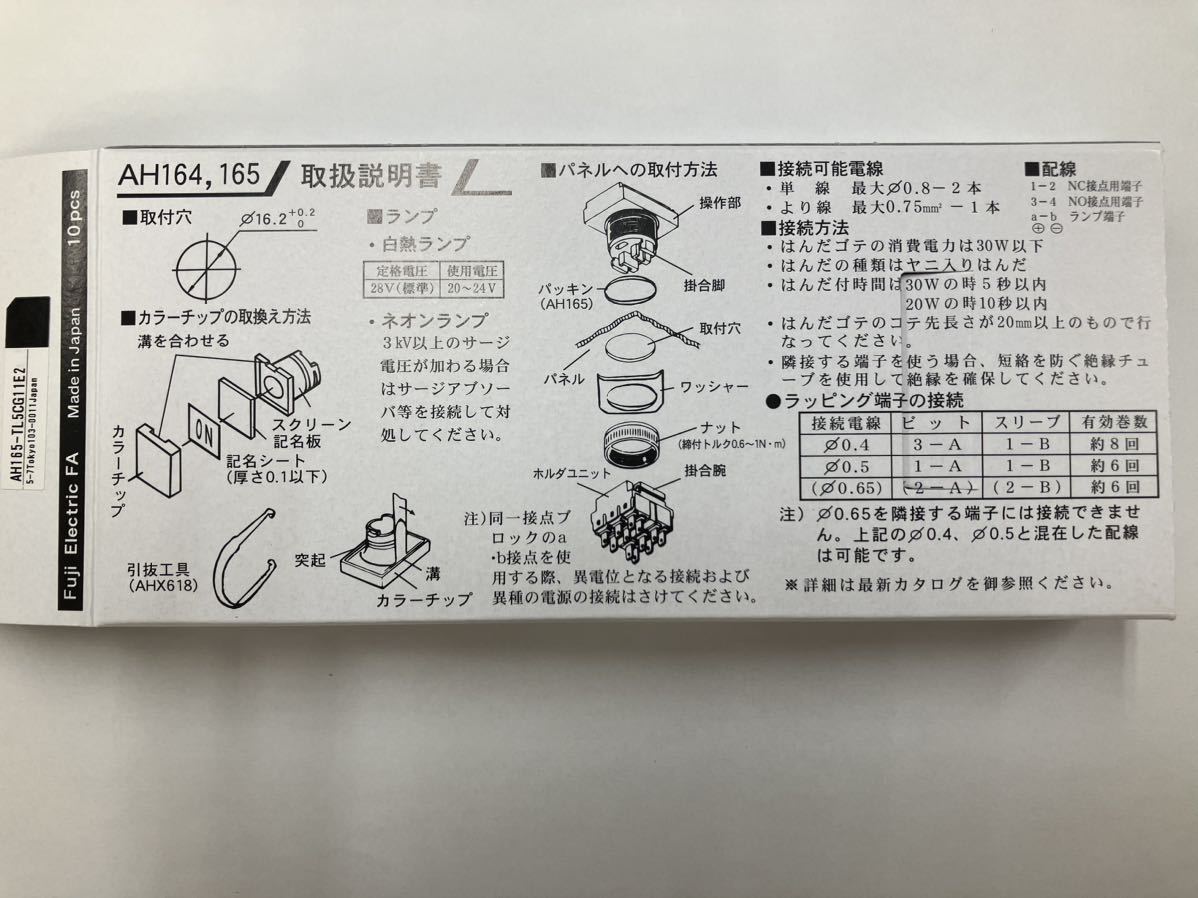 AH164, 165 取扱説明書
■取付穴
∅16.2 +0.2 0
■カラーチップの取換え方法
溝を合わせる
カラーチップ
ON
スクリーン
記名板
記名シート
(厚さ0.1以下)
引抜工具
(AHX618)
突起
溝
カラーチップ
■ランプ
・白熱ランプ
定格電圧 使用電圧
28V(標準) 20~24V
・ネオンランプ
3kV以上のサージ
電圧が加わる場合
はサージアブソー
バ等を接続して対
処してください。
■パネルへの取付方法
操作部
掛合脚
パッキン
(AH165)
取付穴
パネル
ワッシャー
ナット
(締付トルク0.6~1N・m)
ホルダユニット
掛合腕
注)同一接点ブ
ロックのa
・b接点を使
用する際、異電位となる接続および
異種の電源の接続はさけてください。
■接続可能電線
・単線 最大∅0.8-2本
・より線 最大0.75mm²-1本
■接続方法
・はんだゴテの消費電力は30W以下
・はんだの種類はヤニ入りはんだ
・はんだ付時間は30Wの時5秒以内
20Wの時10秒以内
・はんだゴテのコテ先長さが20mm以上のもので行
なってください。
・隣接する端子を使う場合、短絡を防ぐ絶縁チュ
ーブを使用して絶縁を確保してください。
●ラッピング端子の接続
接続電線 ビット スリーブ 有効巻数
∅0.4 3-A 1-B 約8回
∅0.5 1-A 1-B 約6回
(∅0.65) (2-A) (2-B) 約6回
注)∅0.65を隣接する端子には接続できませ
ん。上記の∅0.4、∅0.5と混在した配線
は可能です。
※詳細は最新カタログを御参照ください。
■配線
1-2 NC接点用端子
3-4 NO接点用端子
a-b ランプ端子
⊕ ⊖
Fuji Electric FA Made in Japan 10pcs
AH165-TL5CG11E2
5-7Tokyo103-0011Japan